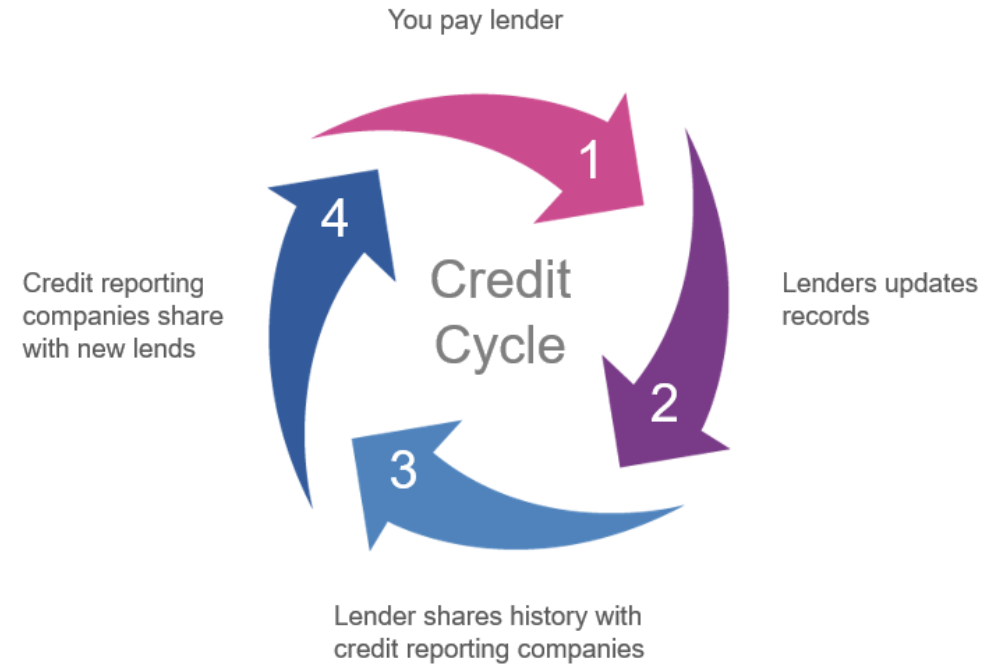 You pay lender
1
Lenders updates
records
2
Lender shares history with
credit reporting companies
3
Credit reporting
companies share
with new lends
4
Credit
Cycle